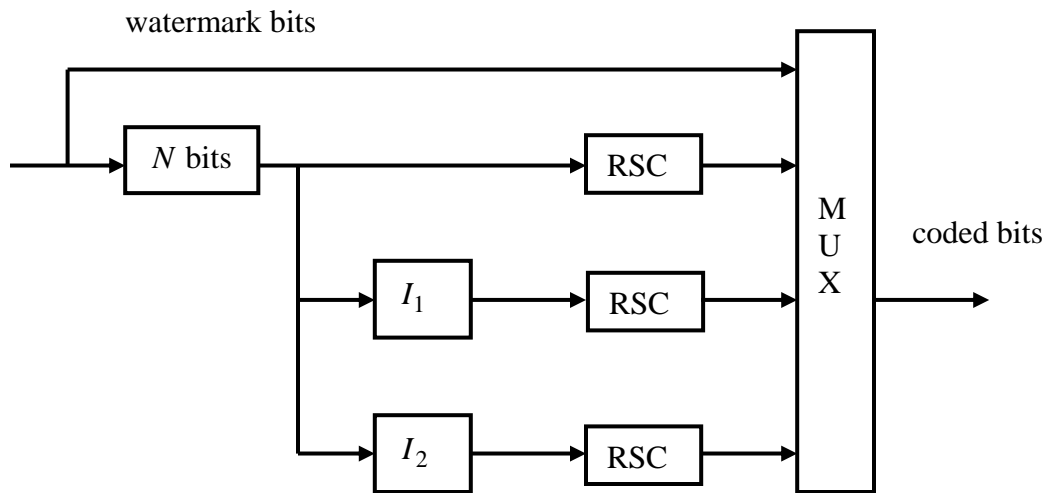 watermark bits
N bits
RSC
M
U
X
coded bits
I1
RSC
I2
RSC